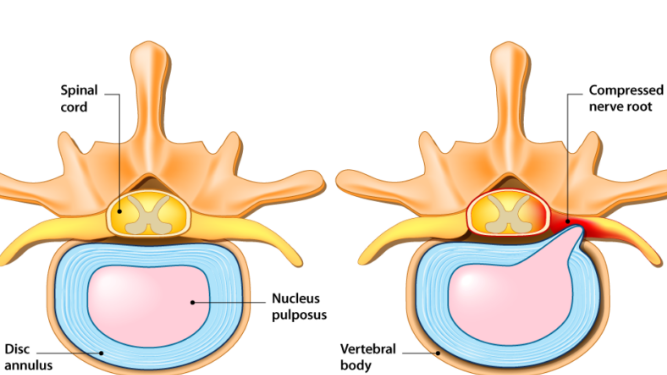 Spinal
cord
Nucleus
pulposus
Disc
annulus
Compressed
nerve root
Vertebral
body